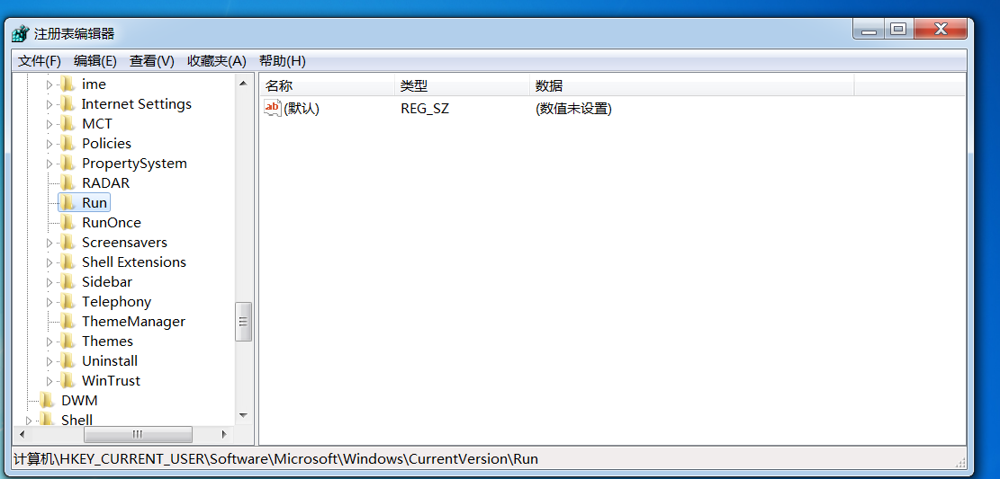 注册表编辑器
文件(F) 编辑(E) 查看(V) 收藏夹(A) 帮助(H)
ime
Internet Settings
MCT
Policies
PropertySystem
RADAR
Run
RunOnce
Screensavers
Shell Extensions
Sidebar
Telephony
ThemeManager
Themes
Uninstall
WinTrust
DWM
Shell
名称 类型 数据
ab (默认) REG_SZ (数值未设置)
计算机\HKEY_CURRENT_USER\Software\Microsoft\Windows\CurrentVersion\Run